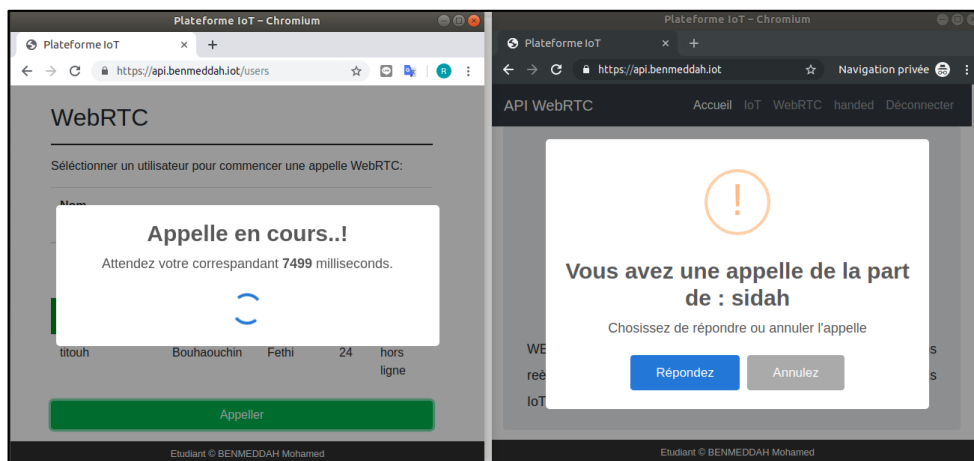 Plateforme IoT – Chromium
Plateforme IoT
https://api.benmeddah.iot/users
R
WebRTC
Séléctionner un utilisateur pour commencer une appelle WebRTC:
Nom
Appelle en cours..!
Attendez votre correspandant 7499 milliseconds.
titouh Bouhaouchin Fethi 24 hors
ligne
Appeller
Etudiant © BENMEDDAH Mohamed
Plateforme IoT – Chromium
Plateforme IoT
https://api.benmeddah.iot Navigation privée
API WebRTC Accueil IoT WebRTC handed Déconnecter
!
Vous avez une appelle de la part
de : sidah
Chosissez de répondre ou annuler l'appelle
Répondez Annulez
IoT
Etudiant © BENMEDDAH Mohamed